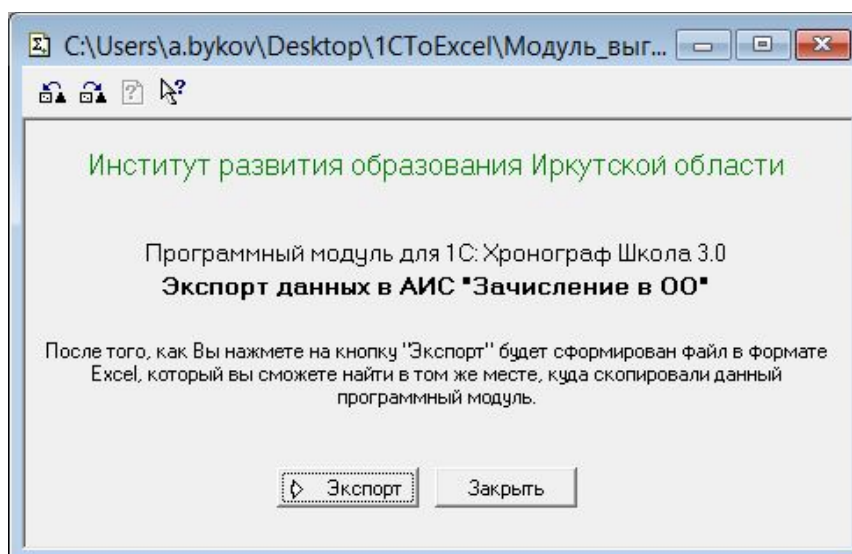 C:\Users\a.bykov\Desktop\1CToExcel\Модуль_выг...
Институт развития образования Иркутской области
Программный модуль для 1С: Хронограф Школа 3.0
Экспорт данных в АИС "Зачисление в ОО"
После того, как Вы нажмете на кнопку "Экспорт" будет сформирован файл в формате
Excel, который вы сможете найти в том же месте, куда скопировали данный
программный модуль.
Экспорт
Закрыть